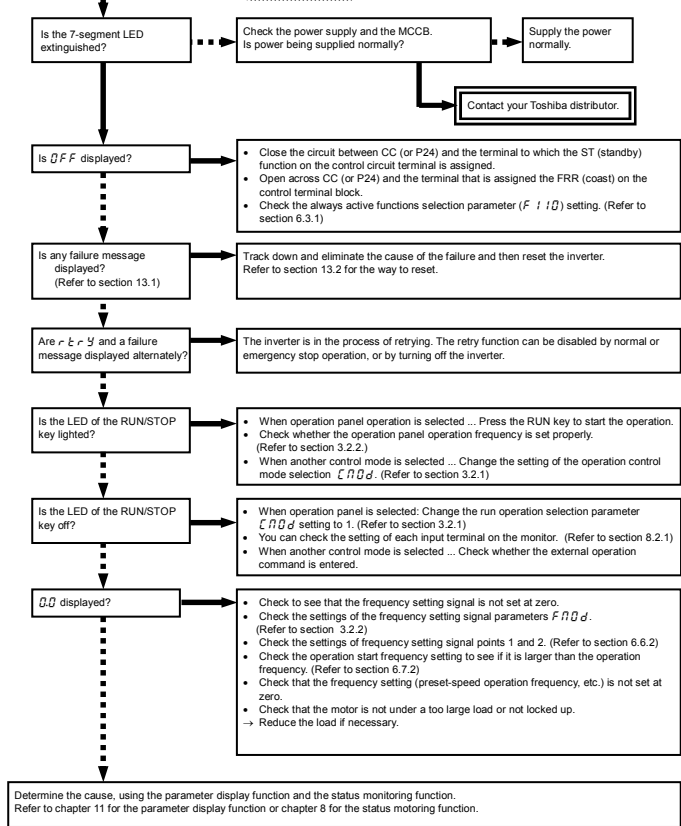 Is the 7-segment LED
extinguished?
Check the power supply and the MCCB.
Is power being supplied normally?
Supply the power
normally.
Contact your Toshiba distributor.
Is OFF displayed?
• Close the circuit between CC (or P24) and the terminal to which the ST (standby)
function on the control circuit terminal is assigned.
• Open across CC (or P24) and the terminal that is assigned the FRR (coast) on the
control terminal block.
• Check the always active functions selection parameter (F110) setting. (Refer to
section 6.3.1)
Is any failure message
displayed?
(Refer to section 13.1)
Track down and eliminate the cause of the failure and then reset the inverter.
Refer to section 13.2 for the way to reset.
Are rtry and a failure
message displayed alternately?
The inverter is in the process of retrying. The retry function can be disabled by normal or
emergency stop operation, or by turning off the inverter.
Is the LED of the RUN/STOP
key lighted?
• When operation panel operation is selected ... Press the RUN key to start the operation.
• Check whether the operation panel operation frequency is set properly.
(Refer to section 3.2.2.)
• When another control mode is selected ... Change the setting of the operation control
mode selection CMOd. (Refer to section 3.2.1)
Is the LED of the RUN/STOP
key off?
• When operation panel is selected: Change the run operation selection parameter
CMOd setting to 1. (Refer to section 3.2.1)
• You can check the setting of each input terminal on the monitor. (Refer to section 8.2.1)
• When another control mode is selected ... Check whether the external operation
command is entered.
0.0 displayed?
• Check to see that the frequency setting signal is not set at zero.
• Check the settings of the frequency setting signal parameters FMOd.
(Refer to section 3.2.2)
• Check the settings of frequency setting signal points 1 and 2. (Refer to section 6.6.2)
• Check the operation start frequency setting to see if it is larger than the operation
frequency. (Refer to section 6.7.2)
• Check that the frequency setting (preset-speed operation frequency, etc.) is not set at
zero.
• Check that the motor is not under a too large load or not locked up.
→ Reduce the load if necessary.
Determine the cause, using the parameter display function and the status monitoring function.
Refer to chapter 11 for the parameter display function or chapter 8 for the status motoring function.